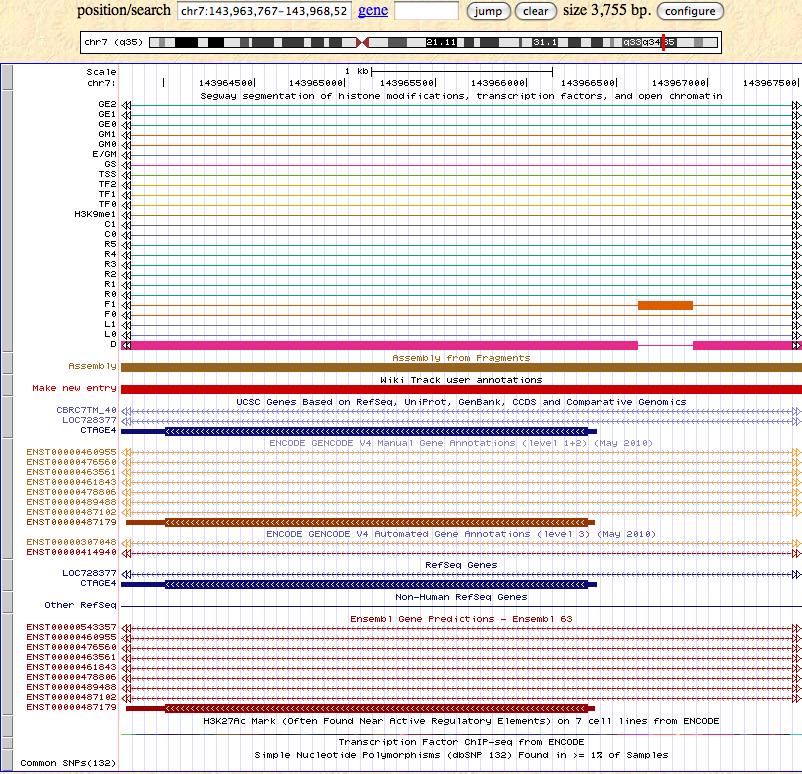 position/search chr7:143,963,767-143,968,52 gene jump clear size 3,755 bp. configure
chr7 (q35) 21.11 31.1 q33 q34 35
Scale 1 kb
chr7: 143964500 143965000 143965500 143966000 143966500 143967000 143967500
Segway segmentation of histone modifications, transcription factors, and open chromatin
GE2
GE1
GE0
GM1
GM0
E/GM
GS
TSS
TF2
TF1
TF0
H3K9me1
C1
C0
R5
R4
R3
R2
R1
R0
F1
F0
L1
L0
D
Assembly from Fragments
Assembly
Wiki Track user annotations
Make new entry
UCSC Genes Based on RefSeq, UniProt, GenBank, CCDS and Comparative Genomics
CBRC7TM_40
LOC728377
CTAGE4
ENCODE GENCODE V4 Manual Gene Annotations (level 1+2) (May 2010)
ENST00000460955
ENST00000476560
ENST00000463561
ENST00000461843
ENST00000478806
ENST00000489488
ENST00000487102
ENST00000487179
ENCODE GENCODE V4 Automated Gene Annotations (level 3) (May 2010)
ENST00000307048
ENST00000414940
RefSeq Genes
LOC728377
CTAGE4
Non-Human RefSeq Genes
Other RefSeq
Ensembl Gene Predictions - Ensembl 63
ENST00000543357
ENST00000460955
ENST00000476560
ENST00000463561
ENST00000461843
ENST00000478806
ENST00000489488
ENST00000487102
ENST00000487179
H3K27Ac Mark (Often Found Near Active Regulatory Elements) on 7 cell lines from ENCODE
Transcription Factor ChIP-seq from ENCODE
Simple Nucleotide Polymorphisms (dbSNP 132) Found in >= 1% of Samples
Common SNPs(132)